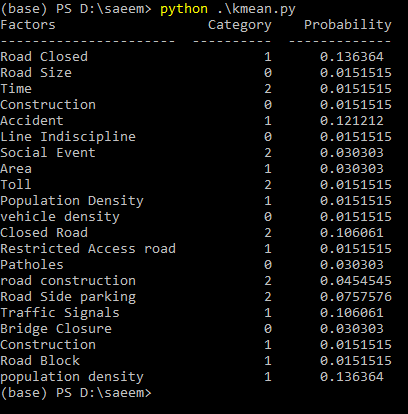 (base) PS D:\saeem> python .\kmean.py
Factors Category Probability
---------------------- ---------- -------------
Road Closed 1 0.136364
Road Size 0 0.0151515
Time 2 0.0151515
Construction 0 0.0151515
Accident 1 0.121212
Line Indiscipline 0 0.0151515
Social Event 2 0.030303
Area 1 0.030303
Toll 2 0.0151515
Population Density 1 0.0151515
vehicle density 0 0.0151515
Closed Road 2 0.106061
Restricted Access road 1 0.0151515
Patholes 0 0.030303
road construction 2 0.0454545
Road Side parking 2 0.0757576
Traffic Signals 1 0.106061
Bridge Closure 0 0.030303
Construction 1 0.0151515
Road Block 1 0.0151515
population density 1 0.136364
(base) PS D:\saeem>